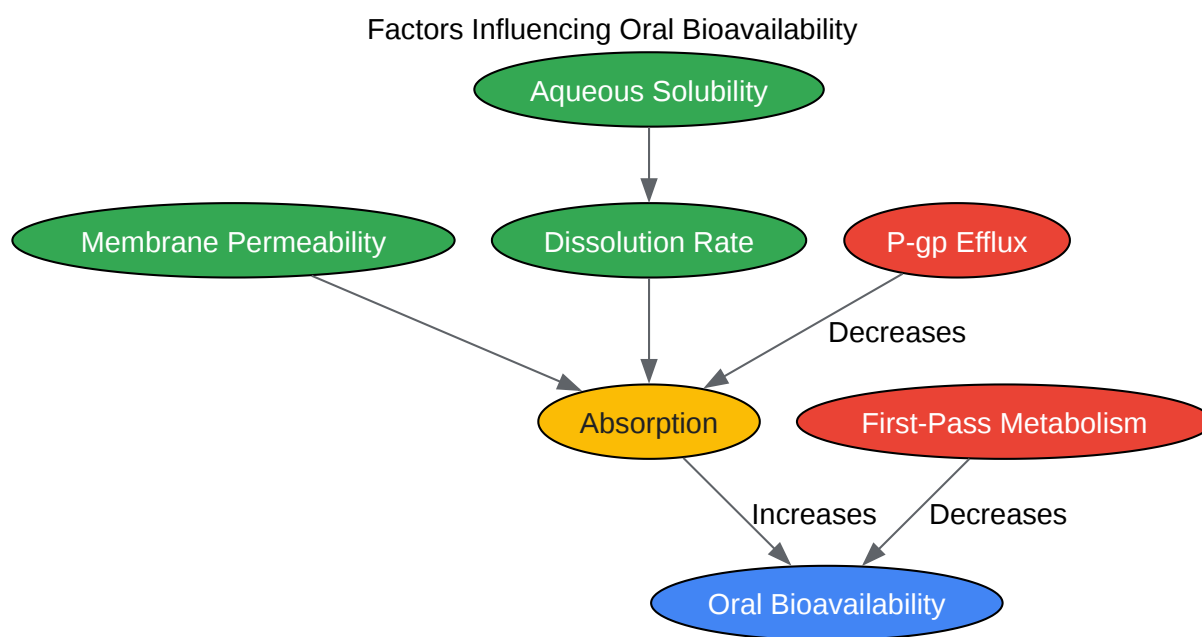 Factors Influencing Oral Bioavailability
Aqueous Solubility
Membrane Permeability
Dissolution Rate
P-gp Efflux
Decreases
Absorption
First-Pass Metabolism
Increases
Decreases
Oral Bioavailability